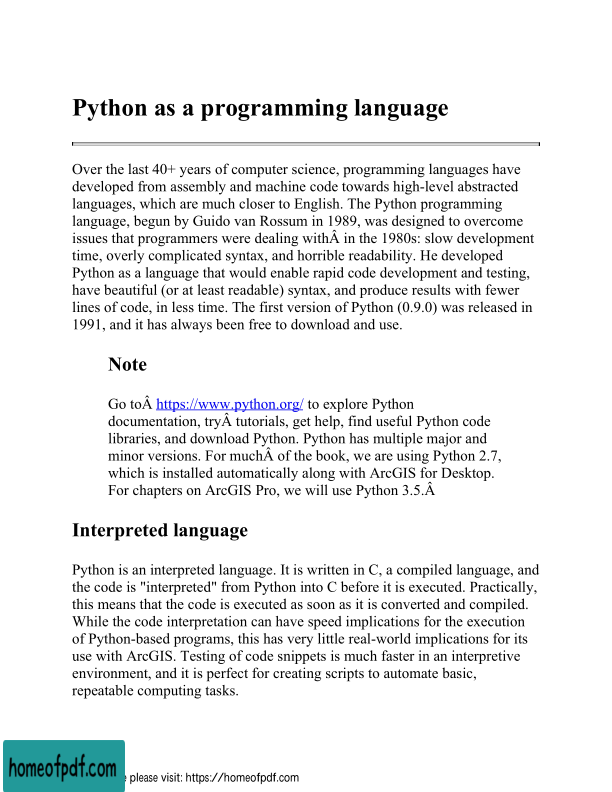 Python as a programming language
Over the last 40+ years of computer science, programming languages have
developed from assembly and machine code towards high-level abstracted
languages, which are much closer to English. The Python programming
language, begun by Guido van Rossum in 1989, was designed to overcome
issues that programmers were dealing withÂ in the 1980s: slow development
time, overly complicated syntax, and horrible readability. He developed
Python as a language that would enable rapid code development and testing,
have beautiful (or at least readable) syntax, and produce results with fewer
lines of code, in less time. The first version of Python (0.9.0) was released in
1991, and it has always been free to download and use.
Note
Go toÂ https://www.python.org/ to explore Python
documentation, tryÂ tutorials, get help, find useful Python code
libraries, and download Python. Python has multiple major and
minor versions. For muchÂ of the book, we are using Python 2.7,
which is installed automatically along with ArcGIS for Desktop.
For chapters on ArcGIS Pro, we will use Python 3.5.Â
Interpreted language
Python is an interpreted language. It is written in C, a compiled language, and
the code is "interpreted" from Python into C before it is executed. Practically,
this means that the code is executed as soon as it is converted and compiled.
While the code interpretation can have speed implications for the execution
of Python-based programs, this has very little real-world implications for its
use with ArcGIS. Testing of code snippets is much faster in an interpretive
environment, and it is perfect for creating scripts to automate basic,
repeatable computing tasks.
homeofpdf.com
please visit: https://homeofpdf.com